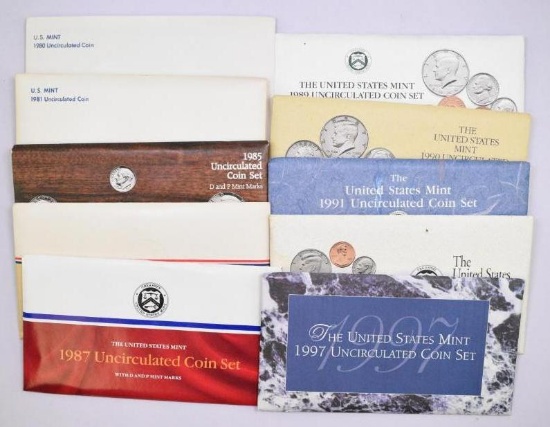 U.S. MINT
1980 Uncirculated Coin
U.S. MINT
1981 Uncirculated Coin
1985
Uncirculated
Coin Set
D and P Mint Marks
THE UNITED STATES MINT
1987 Uncirculated Coin Set
WITH D AND P MINT MARKS
THE UNITED STATES MINT
1989 UNCIRCULATED COIN SET
THE
UNITED STATES
MINT
1990 UNCIRCULATED
The
United States Mint
1991 Uncirculated Coin Set
The
United States
1997
THE UNITED STATES MINT
1997 UNCIRCULATED COIN SET